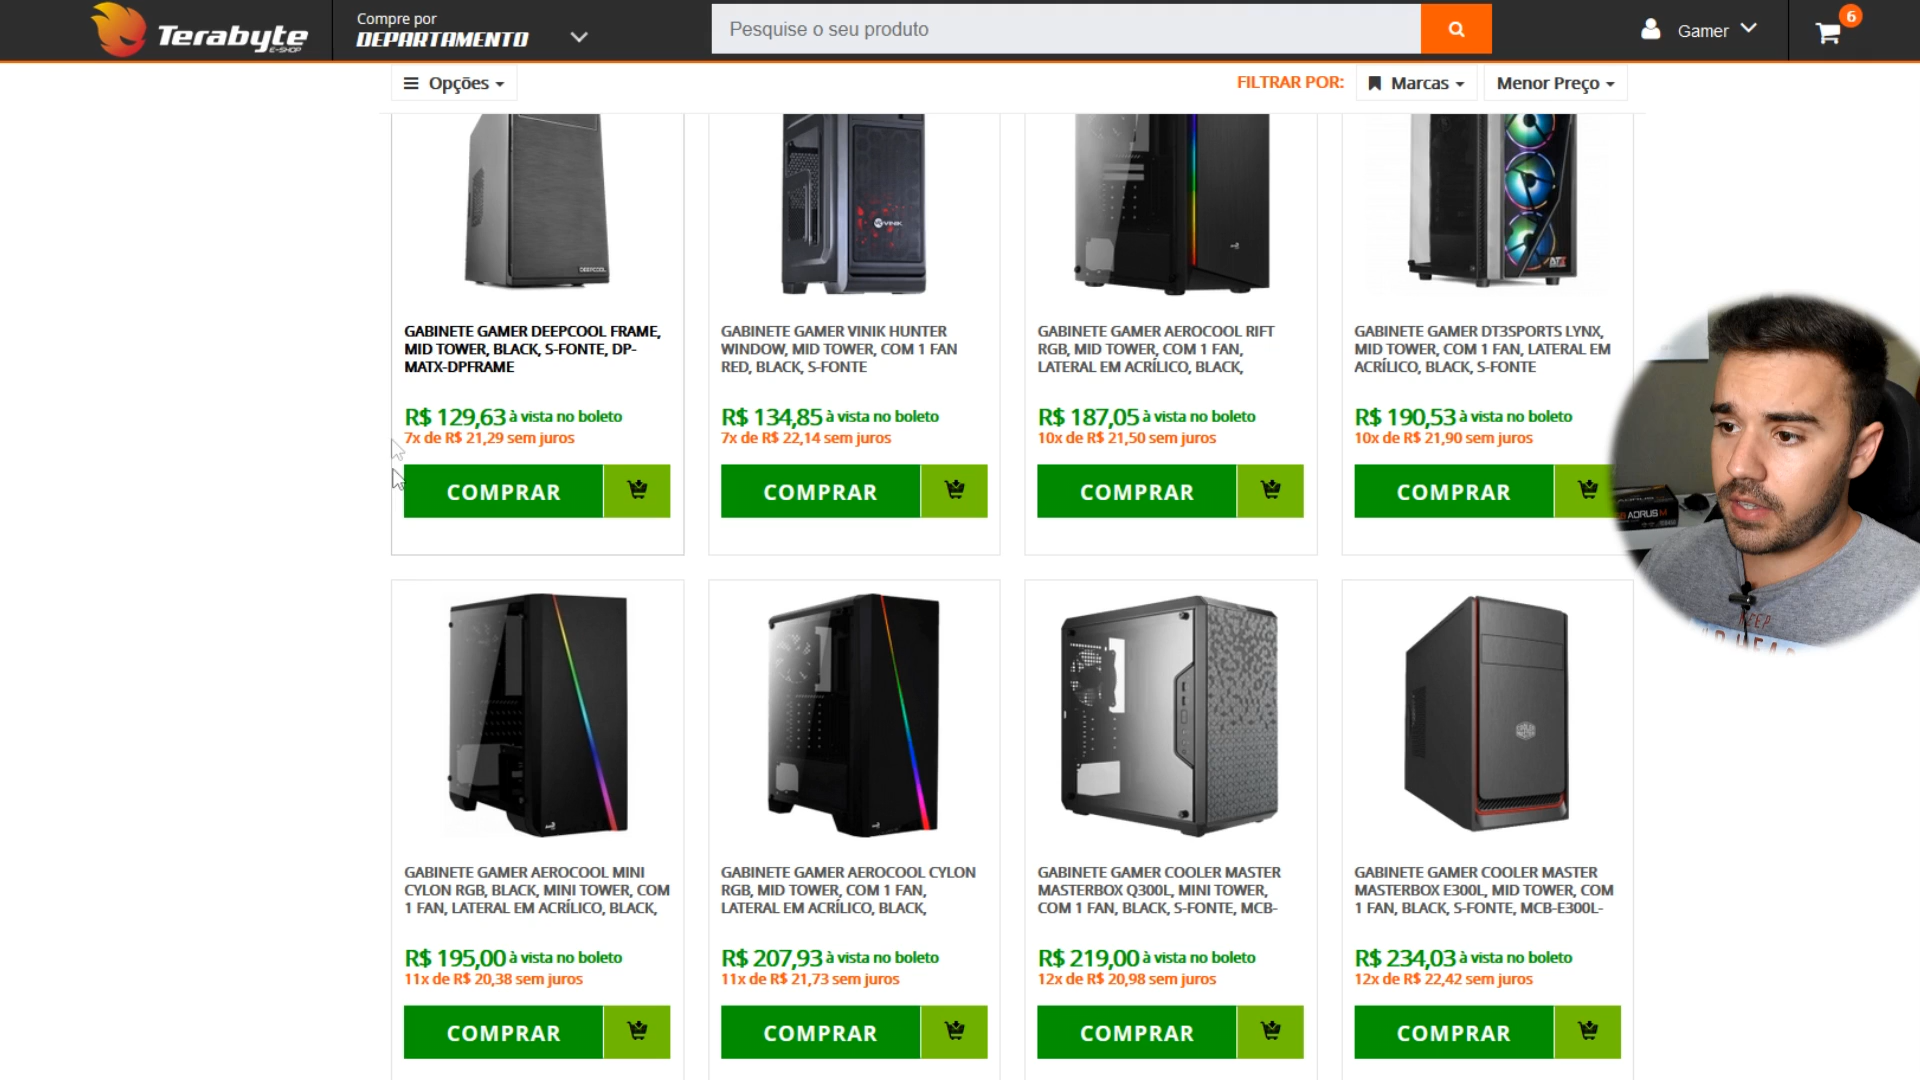 Terabyte
E-SHOP
Compre por
DEPARTAMENTO
Pesquise o seu produto
Gamer
6
Opções
FILTRAR POR:
Marcas
Menor Preço
DEEPCOOL
VINIK
GABINETE GAMER DEEPCOOL FRAME,
MID TOWER, BLACK, S-FONTE, DP-
MATX-DPFRAME
R$ 129,63 à vista no boleto
7x de R$ 21,29 sem juros
COMPRAR
GABINETE GAMER VINIK HUNTER
WINDOW, MID TOWER, COM 1 FAN
RED, BLACK, S-FONTE
R$ 134,85 à vista no boleto
7x de R$ 22,14 sem juros
COMPRAR
GABINETE GAMER AEROCOOL RIFT
RGB, MID TOWER, COM 1 FAN,
LATERAL EM ACRÍLICO, BLACK,
R$ 187,05 à vista no boleto
10x de R$ 21,50 sem juros
COMPRAR
GABINETE GAMER DT3SPORTS LYNX,
MID TOWER, COM 1 FAN, LATERAL EM
ACRÍLICO, BLACK, S-FONTE
R$ 190,53 à vista no boleto
10x de R$ 21,90 sem juros
COMPRAR
AORUS M
KEEP
GABINETE GAMER AEROCOOL MINI
CYLON RGB, BLACK, MINI TOWER, COM
1 FAN, LATERAL EM ACRÍLICO, BLACK,
R$ 195,00 à vista no boleto
11x de R$ 20,38 sem juros
COMPRAR
GABINETE GAMER AEROCOOL CYLON
RGB, MID TOWER, COM 1 FAN,
LATERAL EM ACRÍLICO, BLACK,
R$ 207,93 à vista no boleto
11x de R$ 21,73 sem juros
COMPRAR
GABINETE GAMER COOLER MASTER
MASTERBOX Q300L, MINI TOWER,
COM 1 FAN, BLACK, S-FONTE, MCB-
R$ 219,00 à vista no boleto
12x de R$ 20,98 sem juros
COMPRAR
GABINETE GAMER COOLER MASTER
MASTERBOX E300L, MID TOWER, COM
1 FAN, BLACK, S-FONTE, MCB-E300L-
R$ 234,03 à vista no boleto
12x de R$ 22,42 sem juros
COMPRAR